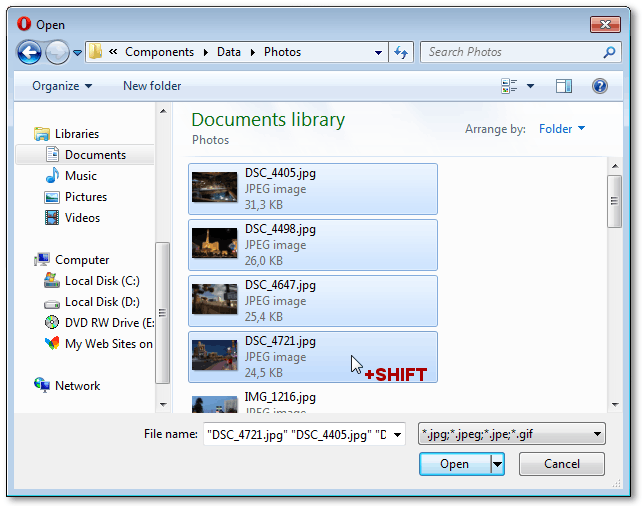 Open
« Components ▸ Data ▸ Photos
Search Photos
Organize
New folder
Libraries
Documents
Music
Pictures
Videos
Computer
Local Disk (C:)
Local Disk (D:)
DVD RW Drive (E:
My Web Sites on
Network
Documents library
Photos
Arrange by: Folder
DSC_4405.jpg
JPEG image
31,3 KB
DSC_4498.jpg
JPEG image
26,0 KB
DSC_4647.jpg
JPEG image
25,4 KB
DSC_4721.jpg
JPEG image
24,5 KB
+SHIFT
IMG_1216.jpg
JPEG image
File name: "DSC_4721.jpg" "DSC_4405.jpg" "D
*.jpg;*.jpeg;*.jpe;*.gif
Open
Cancel